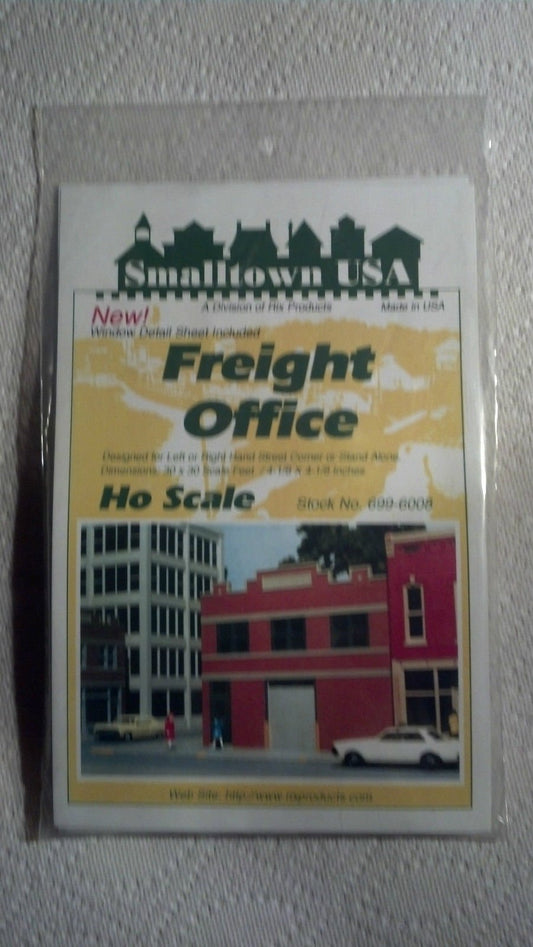 Smalltown USA
A Division of Rix Products
Made in USA
New!
Window Detail Sheet Included
Freight
Office
Designed for Left or Right Hand Street Corner or Stand Alone.
Dimensions: 30 x 30 Scale Feet / 4-1/8 X 4-1/8 Inches
Ho Scale
Stock No. 699-6008
Web Site: http://www.rixproducts.com